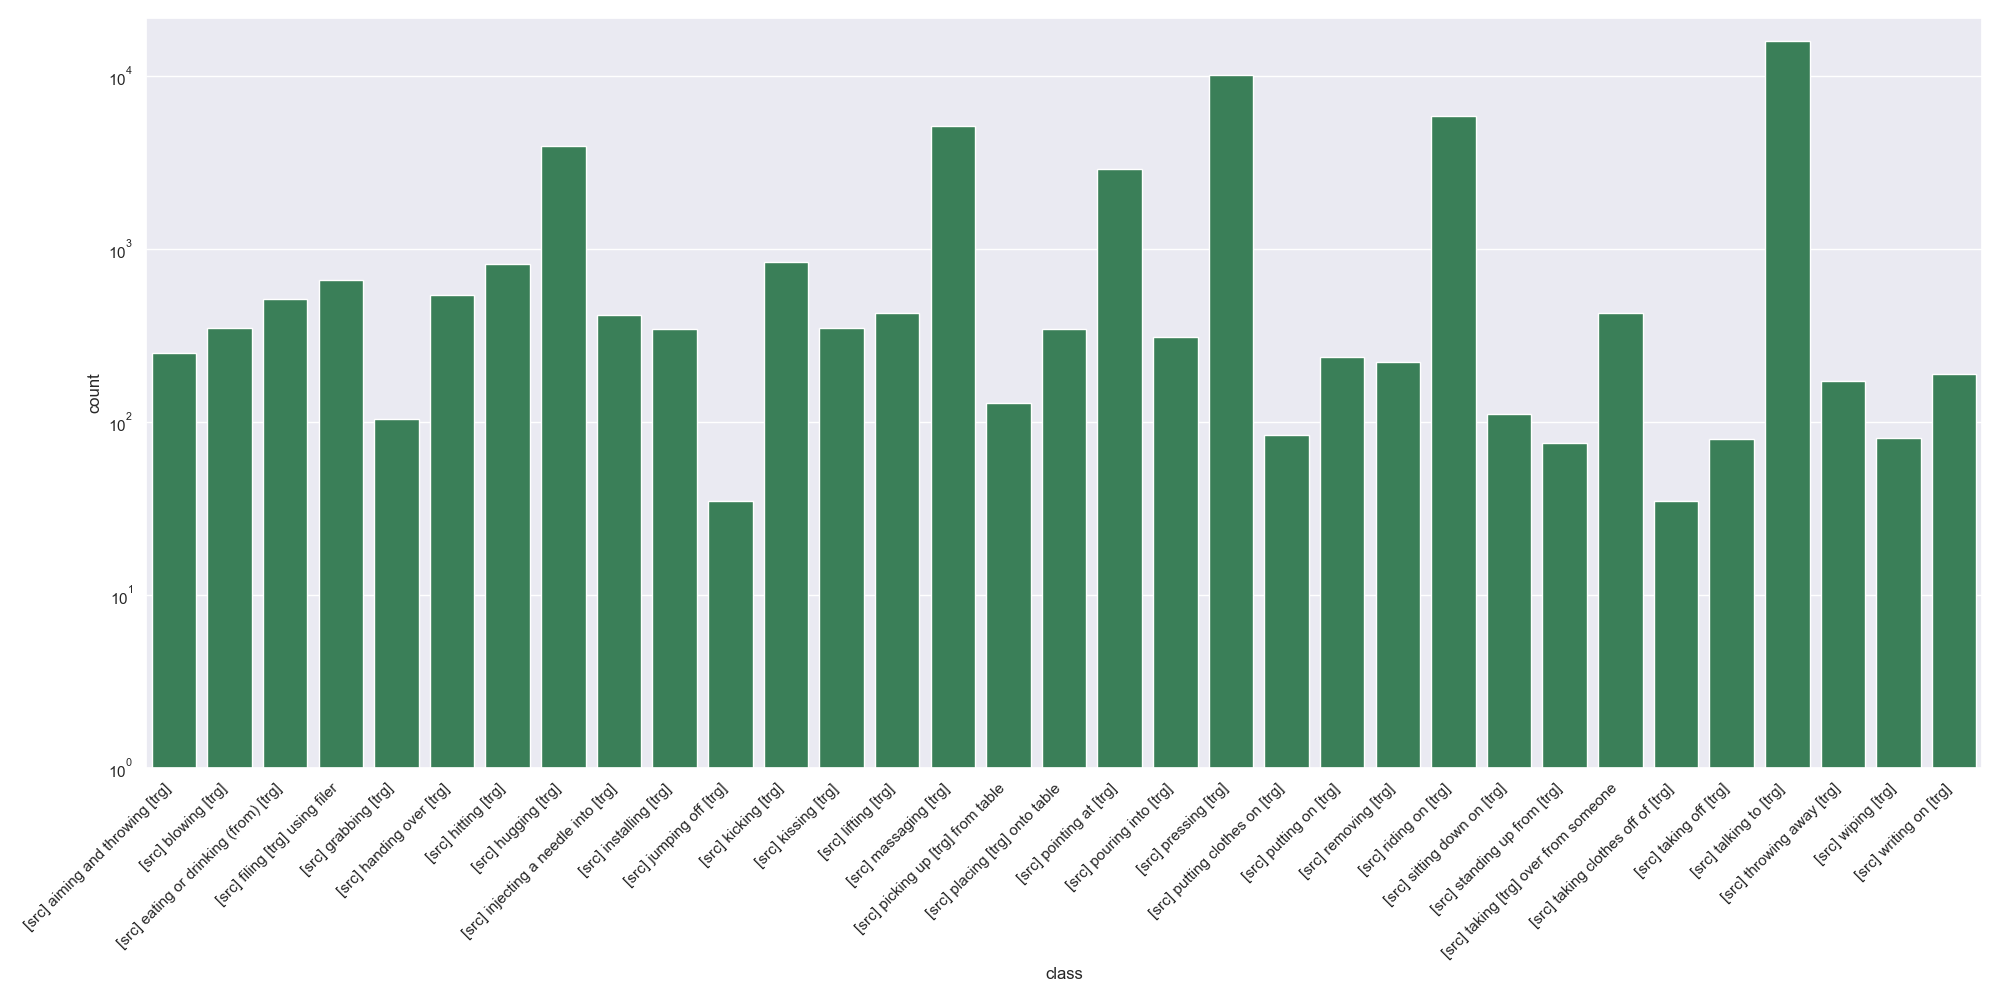 10^4
10^3
10^2
10^1
10^0
count
[src] aiming and throwing [trg]
[src] blowing [trg]
[src] eating or drinking (from) [trg]
[src] filing [trg] using filer
[src] grabbing [trg]
[src] handing over [trg]
[src] hitting [trg]
[src] hugging [trg]
[src] injecting a needle into [trg]
[src] installing [trg]
[src] jumping off [trg]
[src] kicking [trg]
[src] kissing [trg]
[src] lifting [trg]
[src] massaging [trg]
[src] picking up [trg] from table
[src] placing [trg] onto table
[src] pointing at [trg]
[src] pouring into [trg]
[src] pressing [trg]
[src] putting clothes on [trg]
[src] putting on [trg]
[src] removing [trg]
[src] riding on [trg]
[src] sitting down on [trg]
[src] standing up from [trg]
[src] taking [trg] over from someone
[src] taking clothes off of [trg]
[src] taking off [trg]
[src] talking to [trg]
[src] throwing away [trg]
[src] wiping [trg]
[src] writing on [trg]
class